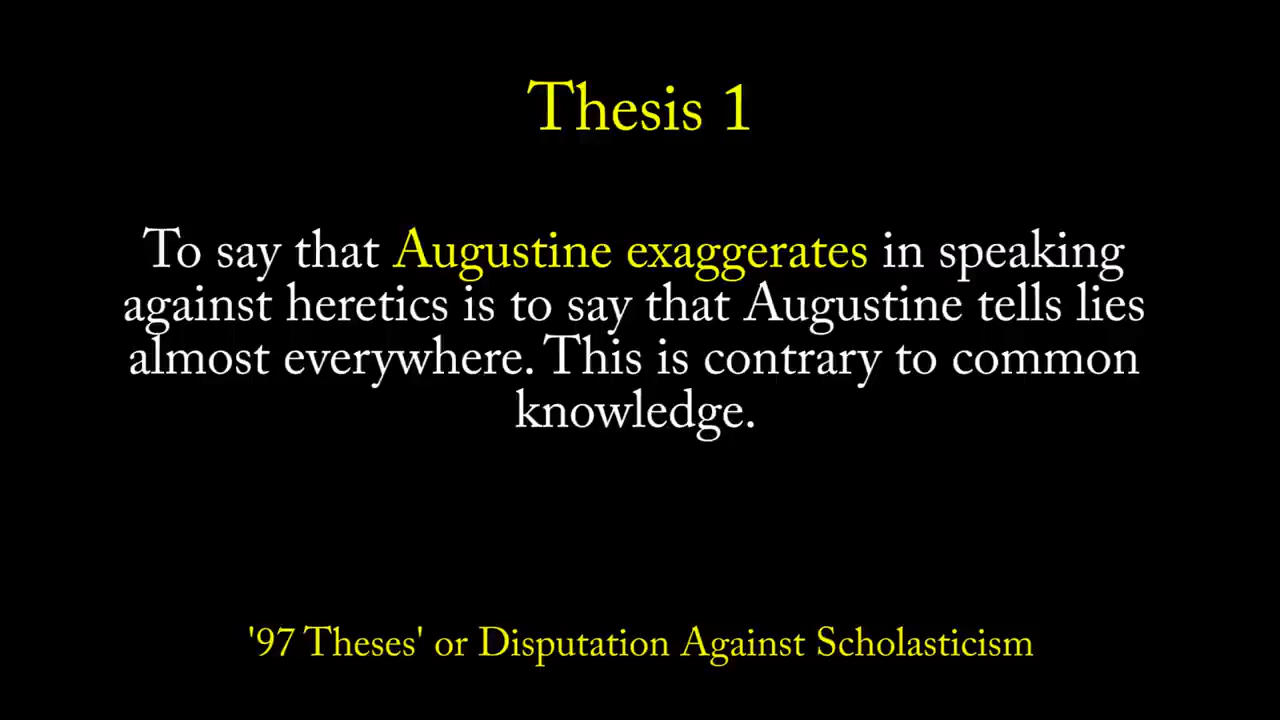 Thesis 1
To say that Augustine exaggerates in speaking
against heretics is to say that Augustine tells lies
almost everywhere. This is contrary to common
knowledge.
'97 Theses' or Disputation Against Scholasticism